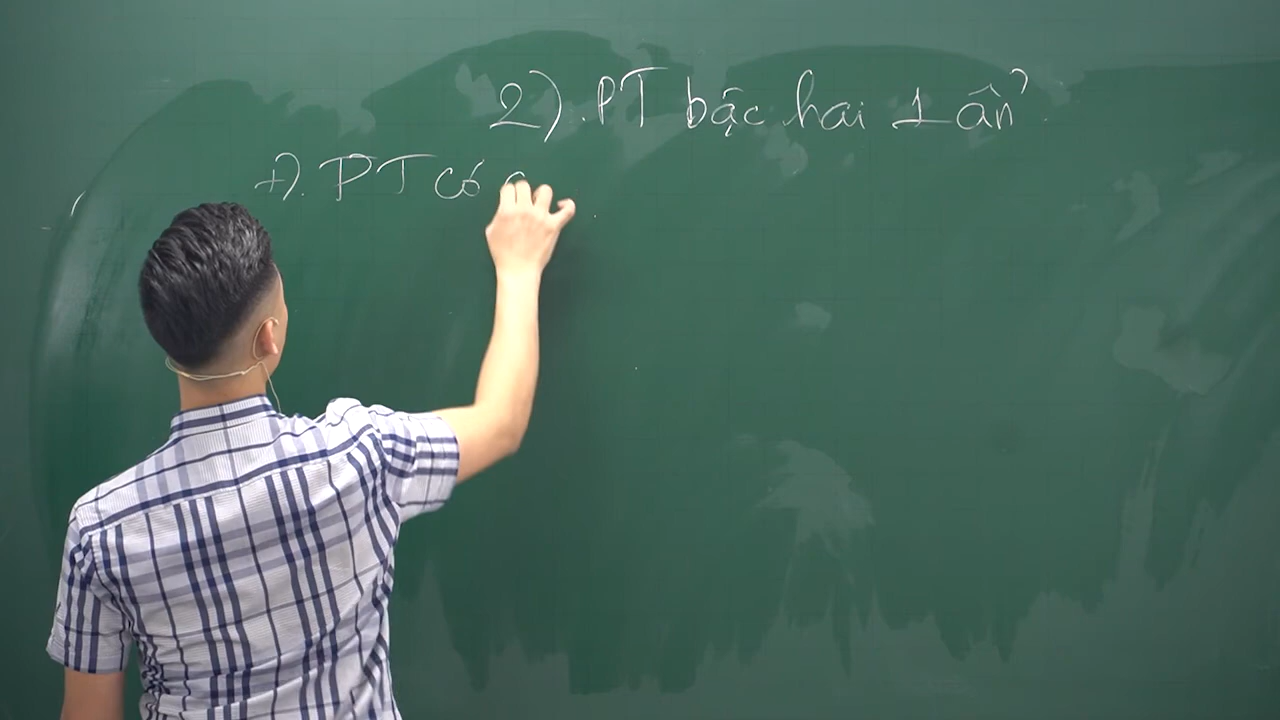 2). PT bậc hai 1 ẩn
+). PT có